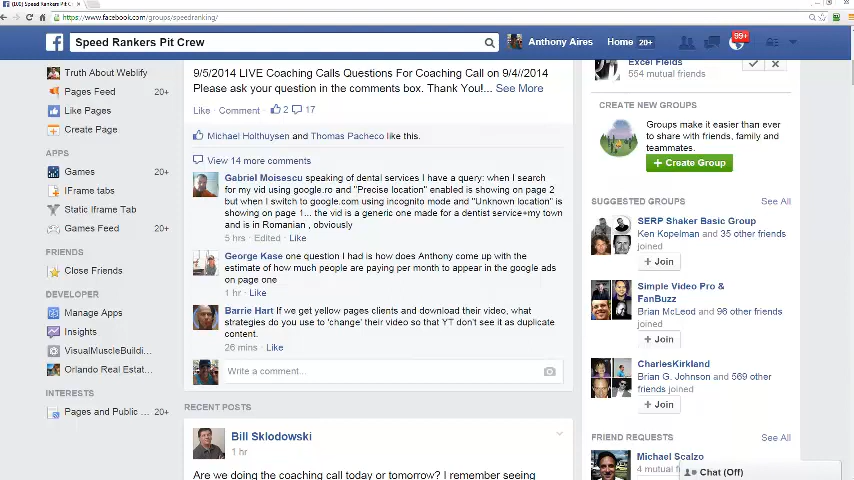 (100) Speed Rankers Pit C
https://www.facebook.com/groups/speedranking/
Speed Rankers Pit Crew
Anthony Aires
Home 20+
99+
Truth About Weblify
Pages Feed 20+
Like Pages
Create Page
APPS
Games 20+
IFrame tabs
Static Iframe Tab
Games Feed 20+
FRIENDS
Close Friends
DEVELOPER
Manage Apps
Insights
VisualMuscleBuildi...
Orlando Real Estat...
INTERESTS
Pages and Public ... 20+
9/5/2014 LIVE Coaching Calls Questions For Coaching Call on 9/4//2014
Please ask your question in the comments box. Thank You!... See More
Like · Comment · 2 17
Michael Holthuysen and Thomas Pacheco like this.
View 14 more comments
Gabriel Moisescu speaking of dental services I have a query: when I search
for my vid using google.ro and "Precise location" enabled is showing on page 2
but when I switch to google.com using incognito mode and "Unknown location" is
showing on page 1... the vid is a generic one made for a dentist service+my town
and is in Romanian , obviously
5 hrs · Edited · Like
George Kase one question I had is how does Anthony come up with the
estimate of how much people are paying per month to appear in the google ads
on page one
1 hr · Like
Barrie Hart If we get yellow pages clients and download their video, what
strategies do you use to 'change' their video so that YT don't see it as duplicate
content.
26 mins · Like
Write a comment...
RECENT POSTS
Bill Sklodowski
1 hr
Are we doing the coaching call today or tomorrow? I remember seeing
Excel Fields
554 mutual friends
CREATE NEW GROUPS
Groups make it easier than ever
to share with friends, family and
teammates.
+ Create Group
SUGGESTED GROUPS See All
SERP Shaker Basic Group
Ken Kopelman and 35 other friends
joined
+ Join
Simple Video Pro &
FanBuzz
Brian McLeod and 96 other friends
joined
+ Join
CharlesKirkland
Brian G. Johnson and 569 other
friends joined
+ Join
FRIEND REQUESTS See All
Michael Scalzo
4 mutual f
Chat (Off)